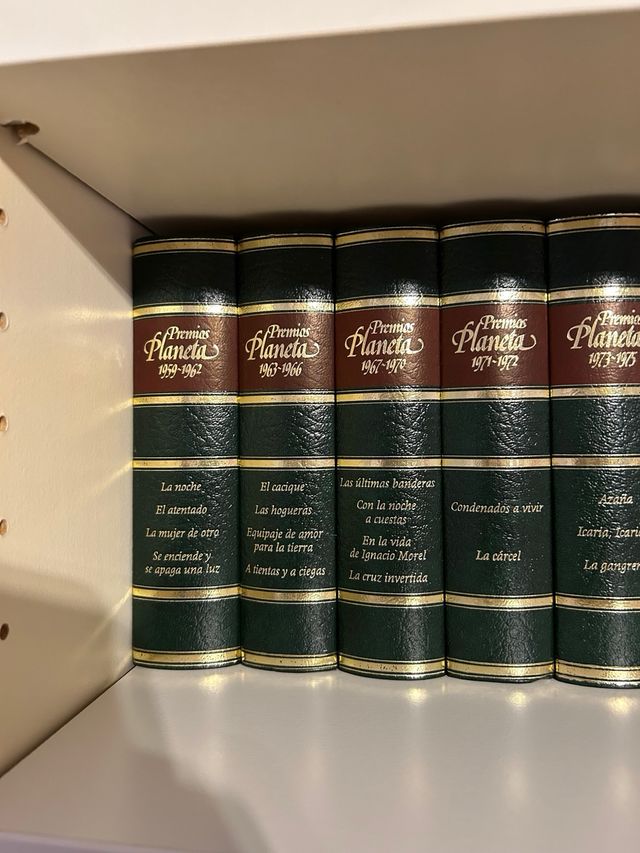 Premios
Planeta
1959-1962
La noche
El atentado
La mujer de otro
Se enciende y
se apaga una luz
Premios
Planeta
1963-1966
El cacique
Las hogueras
Equipaje de amor
para la tierra
A tientas y a ciegas
Premios
Planeta
1967-1970
Las últimas banderas
Con la noche
a cuestas
En la vida
de Ignacio Morel
La cruz invertida
Premios
Planeta
1971-1972
Condenados a vivir
La cárcel
Premios
Planeta
1973-1975
Azaña
Icaria, Icaria
La gangren